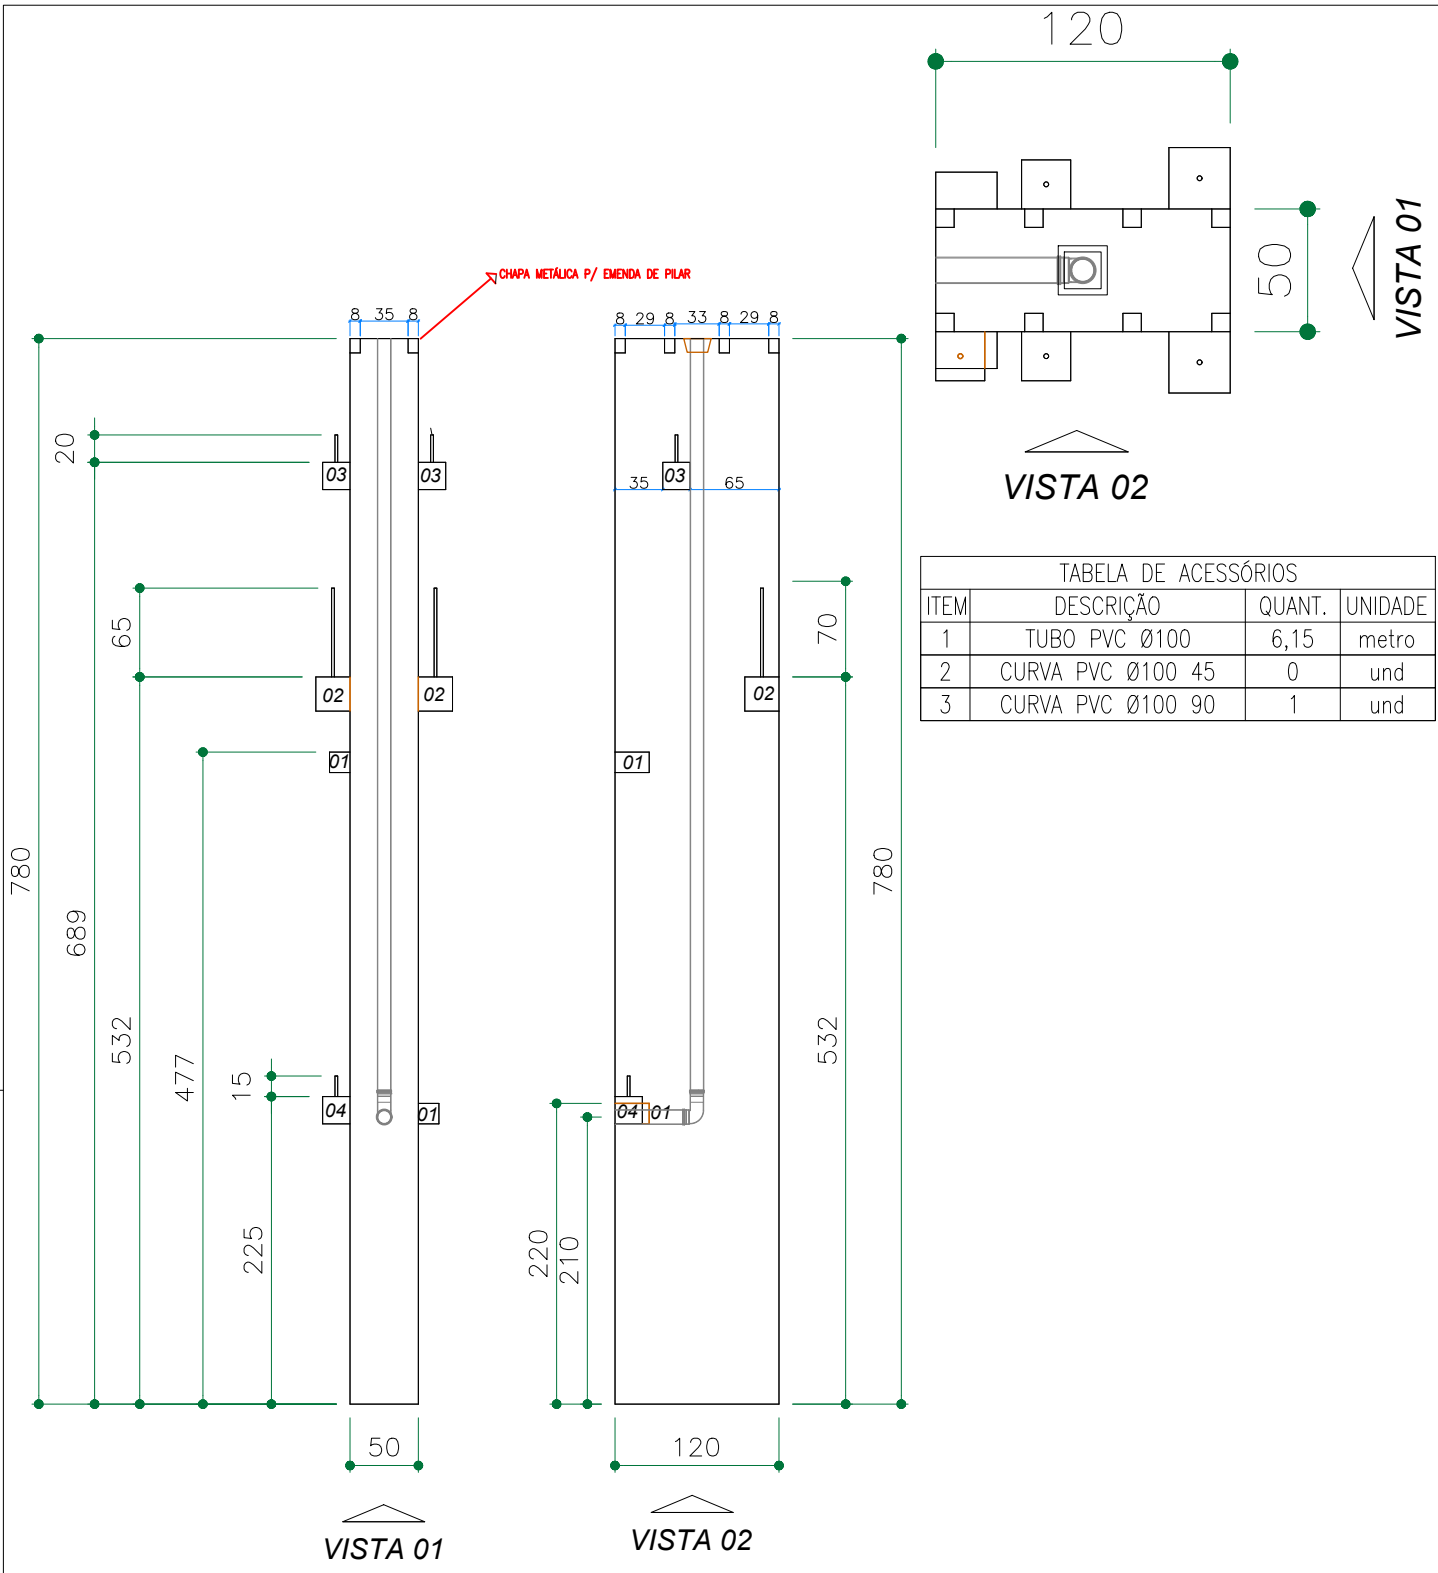 120
50
VISTA 01
VISTA 02
CHAPA METÁLICA P/ EMENDA DE PILAR
8 35 8
8 29 8 33 8 29 8
20
03 03
03
35 65
65
70
02 02
02
01
01
780
689
532
477
15
225
04 01
04 01
220
210
532
780
50
120
VISTA 01
VISTA 02
TABELA DE ACESSÓRIOS
ITEM DESCRIÇÃO QUANT. UNIDADE
1 TUBO PVC Ø100 6,15 metro
2 CURVA PVC Ø100 45 0 und
3 CURVA PVC Ø100 90 1 und